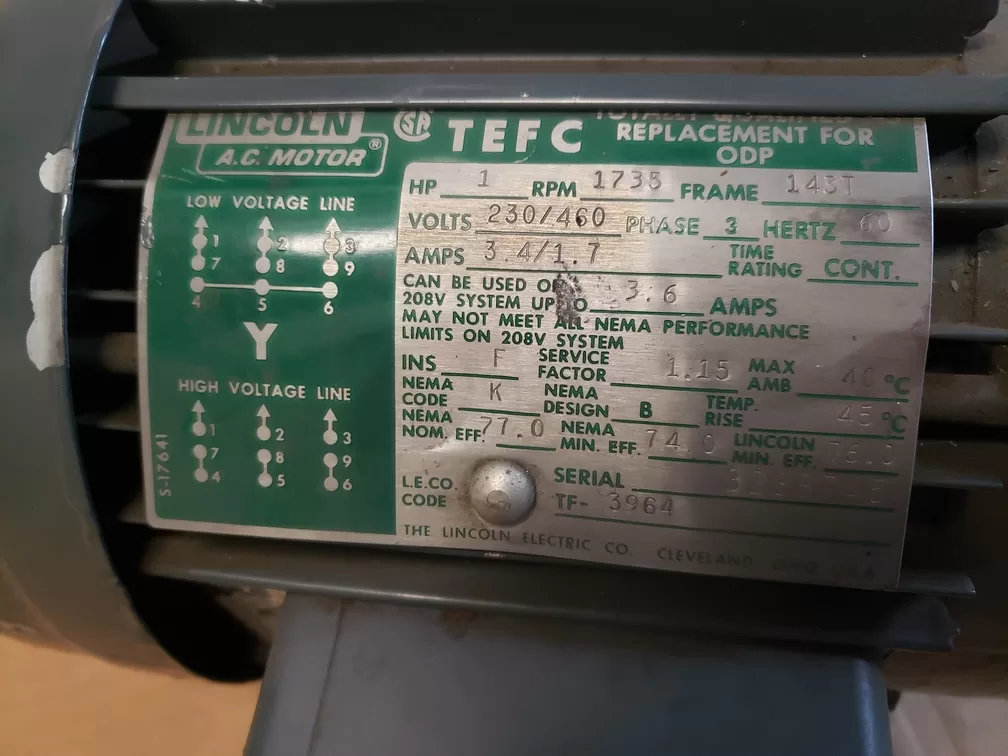 LINCOLN
A.C. MOTOR®
SA
TEFC
REPLACEMENT FOR
ODP
LOW VOLTAGE LINE
1 2 3
7 8 9
4 5 6
Y
HIGH VOLTAGE LINE
1 2 3
7 8 9
4 5 6
S-17641
HP 1 RPM 1735 FRAME 143T
VOLTS 230/460 PHASE 3 HERTZ 60
AMPS 3.4/1.7 TIME RATING CONT.
CAN BE USED ON
208V SYSTEM UP TO 3.6 AMPS
MAY NOT MEET ALL NEMA PERFORMANCE
LIMITS ON 208V SYSTEM
INS F SERVICE FACTOR 1.15 MAX AMB 40 °C
NEMA CODE K NEMA DESIGN B TEMP. RISE 45 °C
NEMA NOM. EFF. 77.0 NEMA MIN. EFF. 74.0 LINCOLN MIN. EFF. 76.0
SERIAL
L.E.CO. CODE TF- 3964
THE LINCOLN ELECTRIC CO. CLEVELAND